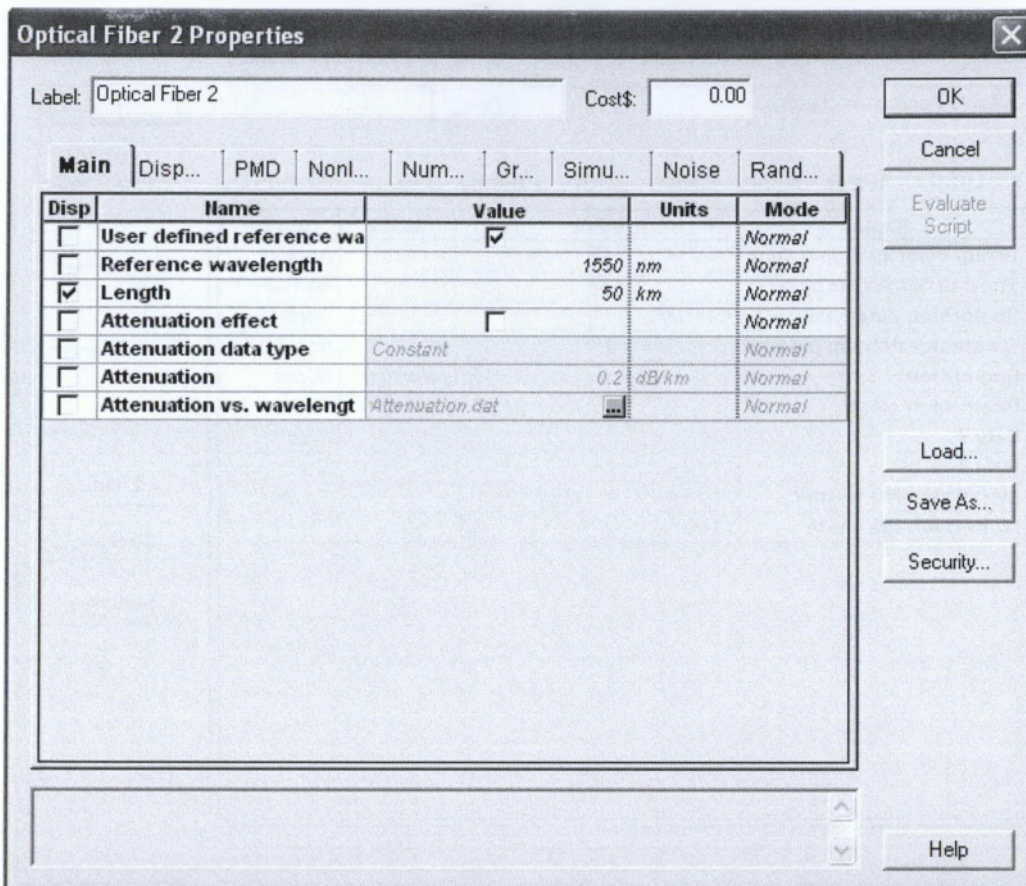 Optical Fiber 2 Properties
Label: Optical Fiber 2 Cost$: 0.00
OK
Cancel
Evaluate
Script
Main Disp... PMD Nonl... Num... Gr... Simu... Noise Rand...
Disp Name Value Units Mode
User defined reference wa Normal
Reference wavelength 1550 nm Normal
Length 50 km Normal
Attenuation effect Normal
Attenuation data type Constant Normal
Attenuation 0.2 dB/km Normal
Attenuation vs. wavelengt Attenuation.dat ... Normal
Load...
Save As...
Security...
Help